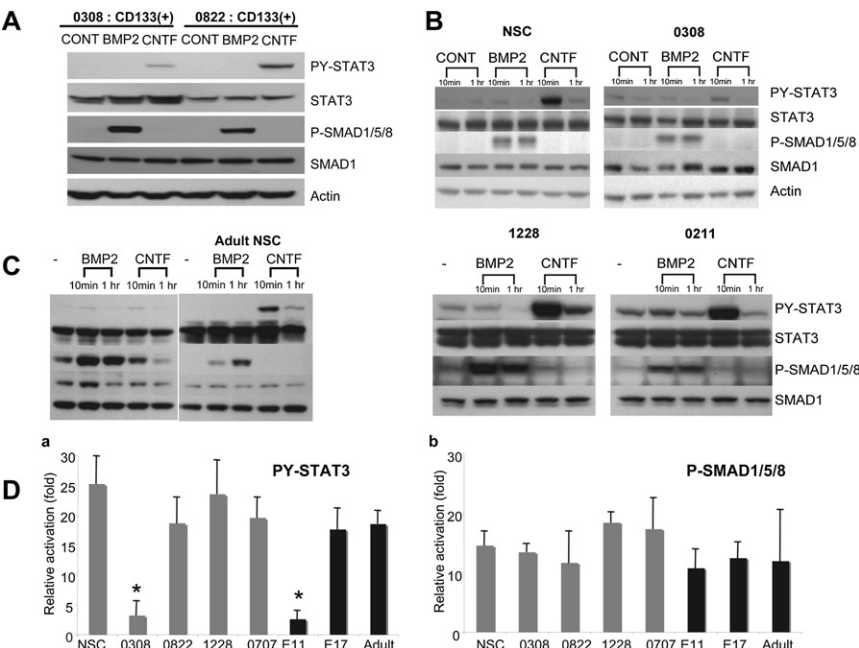 A
0308 : CD133(+) 0822 : CD133(+)
CONT BMP2 CNTF CONT BMP2 CNTF
PY-STAT3
STAT3
P-SMAD1/5/8
SMAD1
Actin
B
NSC 0308
CONT BMP2 CNTF CONT BMP2 CNTF
10min 1 hr 10min 1 hr 10min 1 hr 10min 1 hr 10min 1 hr 10min 1 hr
PY-STAT3
STAT3
P-SMAD1/5/8
SMAD1
Actin
1228 0211
- BMP2 CNTF - BMP2 CNTF
10min 1 hr 10min 1 hr 10min 1 hr 10min 1 hr
PY-STAT3
STAT3
P-SMAD1/5/8
SMAD1
C
Adult NSC
- BMP2 CNTF - BMP2 CNTF
10min 1 hr 10min 1 hr 10min 1 hr 10min 1 hr
D
a
PY-STAT3
Relative activation (fold)
30
25
20
15
10
5
0
* *
NSC 0308 0822 1228 0707 E11 E17 Adult
b
P-SMAD1/5/8
Relative activation (fold)
30
20
10
0
NSC 0308 0822 1228 0707 E11 E17 Adult